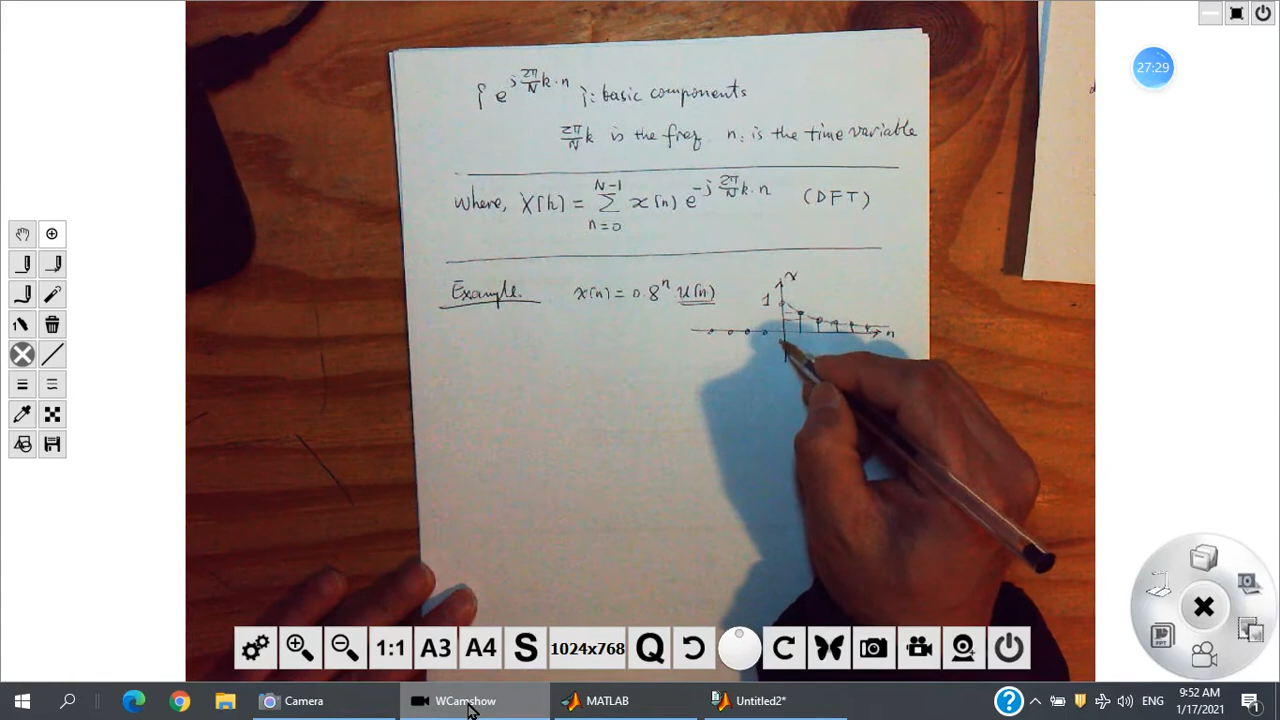 27:29
{ e^{j 2π/N k·n} }: basic components
2π/N k is the freq n: is the time variable
where, X[k] = Σ_{n=0}^{N-1} x[n] e^{-j 2π/N k·n} (DFT)
Example. x[n] = 0.8^n u[n]
x
1
n
1:1 A3 A4 S 1024x768 Q
PPT
Camera WCamshow MATLAB Untitled2* ENG 9:52 AM
1/17/2021 1